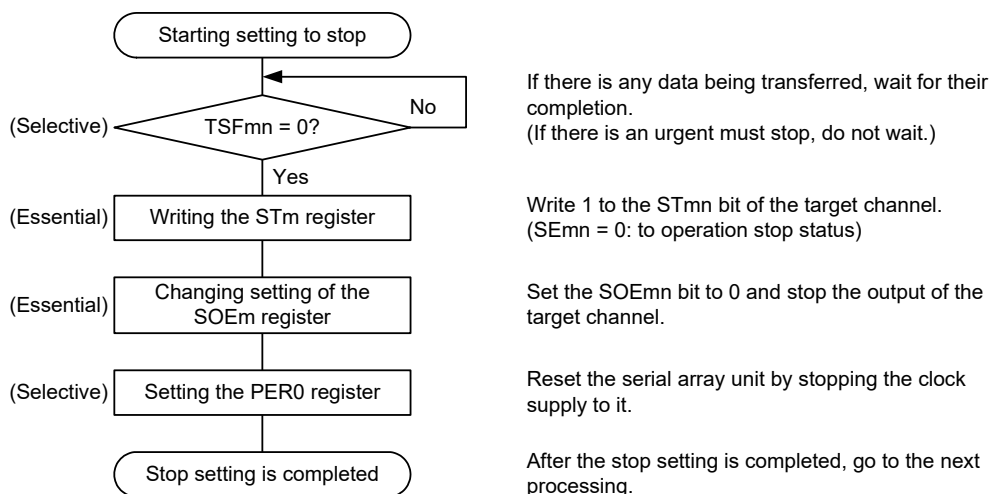 Starting setting to stop
If there is any data being transferred, wait for their
completion.
(If there is an urgent must stop, do not wait.)
No
(Selective)
TSFmn = 0?
Yes
(Essential)
Writing the STm register
Write 1 to the STmn bit of the target channel.
(SEmn = 0: to operation stop status)
(Essential)
Changing setting of the
SOEm register
Set the SOEmn bit to 0 and stop the output of the
target channel.
(Selective)
Setting the PER0 register
Reset the serial array unit by stopping the clock
supply to it.
Stop setting is completed
After the stop setting is completed, go to the next
processing.